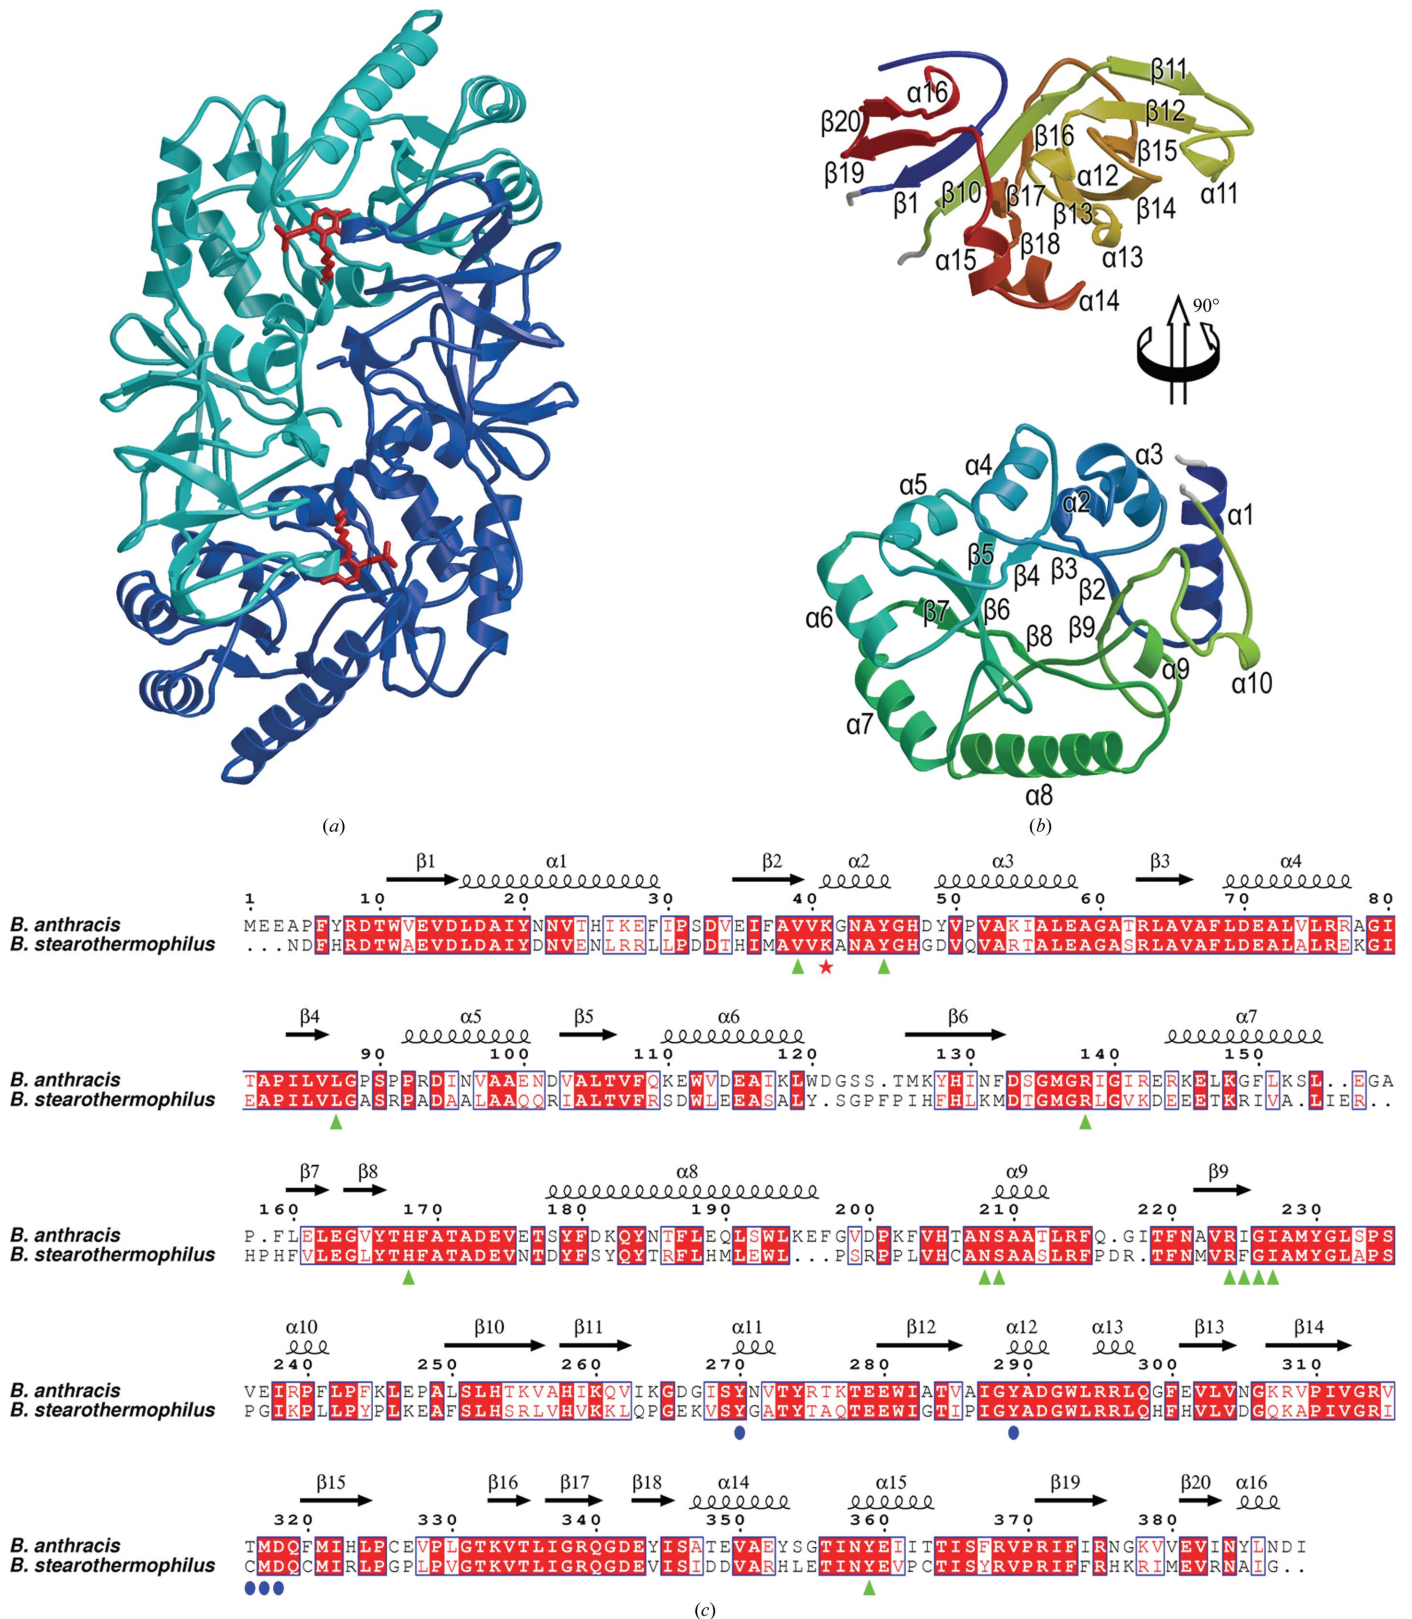 α16
β11
β20
β12
β16
β15
β19
α12
α11
β10
β17
β1
β13
β14
α15
β18
α13
α14
90°
α4
α3
α5
α2
α1
β5
β4
β3
β2
β7
β6
α6
β8
β9
α9
α10
α7
α8
(a)
(b)
β1 α1 β2 α2 α3 β3 α4
1 10 20 30 40 50 60 70 80
B. anthracis MEEAPFYRDTWVEVDLDAIYNNVTHIKEFIPSDVEIFAVVKGNAYGHDYVPVAKIALEAGATRLAVAFLDEALVLRRAGI
B. stearothermophilus ...NDFHRDTWAEVDLDAIYDNVENLRRLLPDDTHIMAVVKGNAYGHGDVQVARTALEAGASRLAVAFLDEALALREKGI
β4 α5 β5 α6 β6 α7
90 100 110 120 130 140 150
B. anthracis TAPILVLGPSPPRDINVAAENDVALTVFQKEWVDEAIKLWDGSS.TMKYHINFDSGMGRIGIRERKELKGFLKSL..EGA
B. stearothermophilus EAPILVLGASRPADAALAAQQRIALTVFRSDWLEEASALY.SGPFPIHFHLKMDTGMGRLGVKDEEETKRIVA.LIER..
β7 β8 α8 α9 β9
160 170 180 190 200 210 220 230
B. anthracis P.FLELEGVYTHFATADEVETSYFDKQYNTFLEQLSWLKEFGVDPKFVHTANSAATLRFQ.GITFNAVRIGIAMYGLSPS
B. stearothermophilus HPHFVLEGLYTHFATADEVNTDYFSYQYTRFLHMLEWL...PSRPPLVHCANSAASLRFPDR.TFNMVRFGIAMYGLAPS
α10 β10 β11 α11 β12 α12 α13 β13 β14
240 250 260 270 280 290 300 310
B. anthracis VEIRPFLPFKLEPALSLHTKVAHIKQVIKGDGISYNVTYRTKTEEWIATVAIGYADGWLRRLQGFEVLVNGKRVPIVGRV
B. stearothermophilus PGIKPLLPYPLKEAFSLHSRLVHVKKLQPGEKVSYGATYTAQTEEWIGTIPIGYADGWLRRLQHFHVLVDGQKAPIVGRI
β15 β16 β17 β18 α14 α15 β19 β20 α16
320 330 340 350 360 370 380
B. anthracis TMDQFMIHLPCEVPLGTKVTLIGRQGDEYISATEVAEYSGTINYEIICTISFRVPRIFIRNGKVVEVINYLNDI
B. stearothermophilus CMDQCMIRLPGPLPVGTKVTLIGRQGDEVISIDDVARHLETINYEVPCTISYRVPRIFFRHKRIMEVRNAIG..
(c)